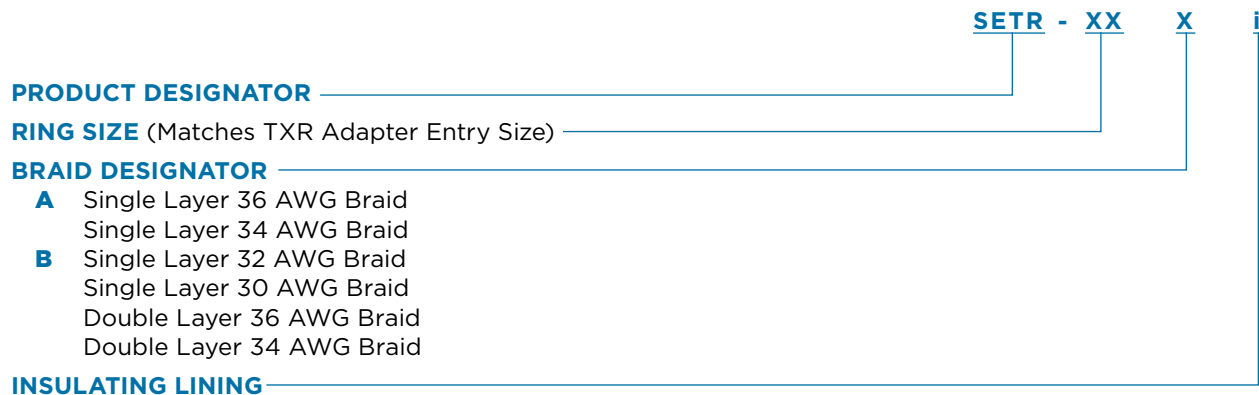 SETR - XX X i
PRODUCT DESIGNATOR
RING SIZE (Matches TXR Adapter Entry Size)
BRAID DESIGNATOR
A Single Layer 36 AWG Braid
Single Layer 34 AWG Braid
B Single Layer 32 AWG Braid
Single Layer 30 AWG Braid
Double Layer 36 AWG Braid
Double Layer 34 AWG Braid
INSULATING LINING